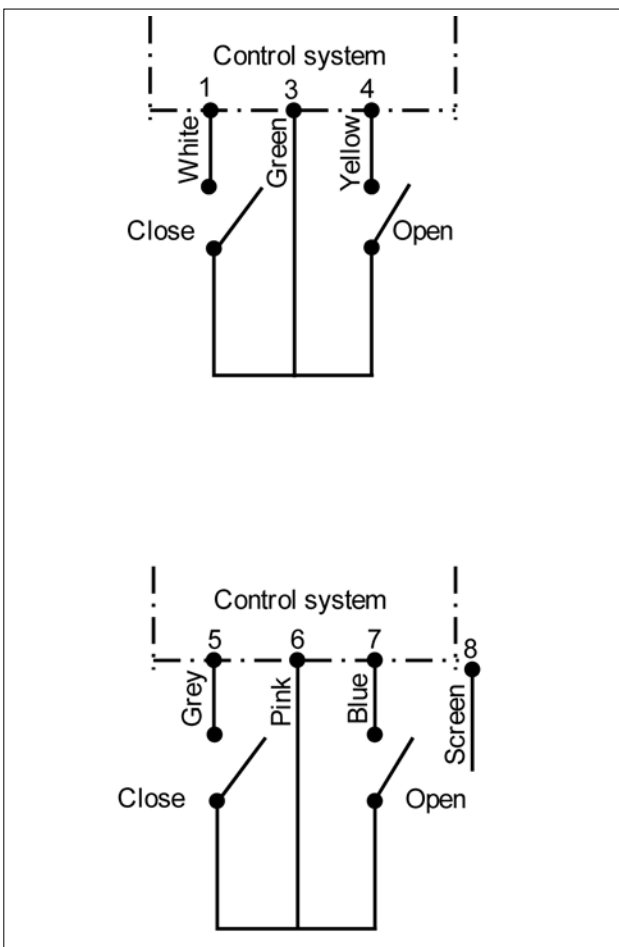 Control system
1 3 4
White Green Yellow
Close Open
Control system
5 6 7 8
Grey Pink Blue Screen
Close Open